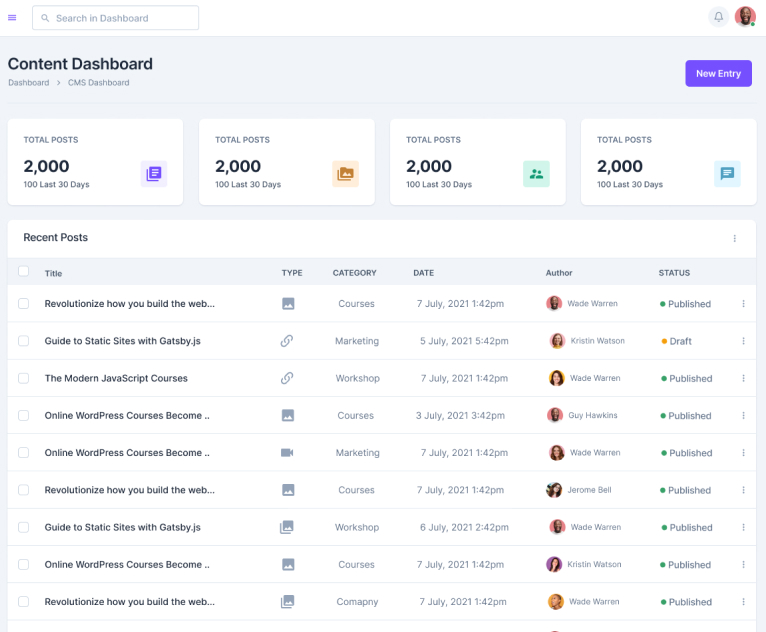 Search in Dashboard
Content Dashboard
Dashboard > CMS Dashboard
New Entry
TOTAL POSTS
2,000
100 Last 30 Days
TOTAL POSTS
2,000
100 Last 30 Days
TOTAL POSTS
2,000
100 Last 30 Days
TOTAL POSTS
2,000
100 Last 30 Days
Recent Posts
Title TYPE CATEGORY DATE Author STATUS
Revolutionize how you build the web... Courses 7 July, 2021 1:42pm Wade Warren Published
Guide to Static Sites with Gatsby.js Marketing 5 July, 2021 5:42pm Kristin Watson Draft
The Modern JavaScript Courses Workshop 7 July, 2021 1:42pm Wade Warren Published
Online WordPress Courses Become .. Courses 3 July, 2021 3:42pm Guy Hawkins Published
Online WordPress Courses Become .. Marketing 7 July, 2021 1:42pm Wade Warren Published
Revolutionize how you build the web... Courses 7 July, 2021 1:42pm Jerome Bell Published
Guide to Static Sites with Gatsby.js Workshop 6 July, 2021 2:42pm Wade Warren Published
Online WordPress Courses Become .. Courses 7 July, 2021 1:42pm Kristin Watson Published
Revolutionize how you build the web... Comapny 7 July, 2021 1:42pm Wade Warren Published